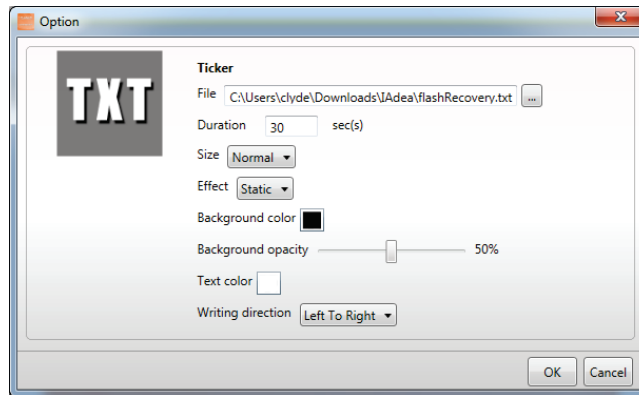 Option
TXT
Ticker
File C:\Users\clyde\Downloads\IAdea\flashRecovery.txt ...
Duration 30 sec(s)
Size Normal
Effect Static
Background color
Background opacity 50%
Text color
Writing direction Left To Right
OK Cancel